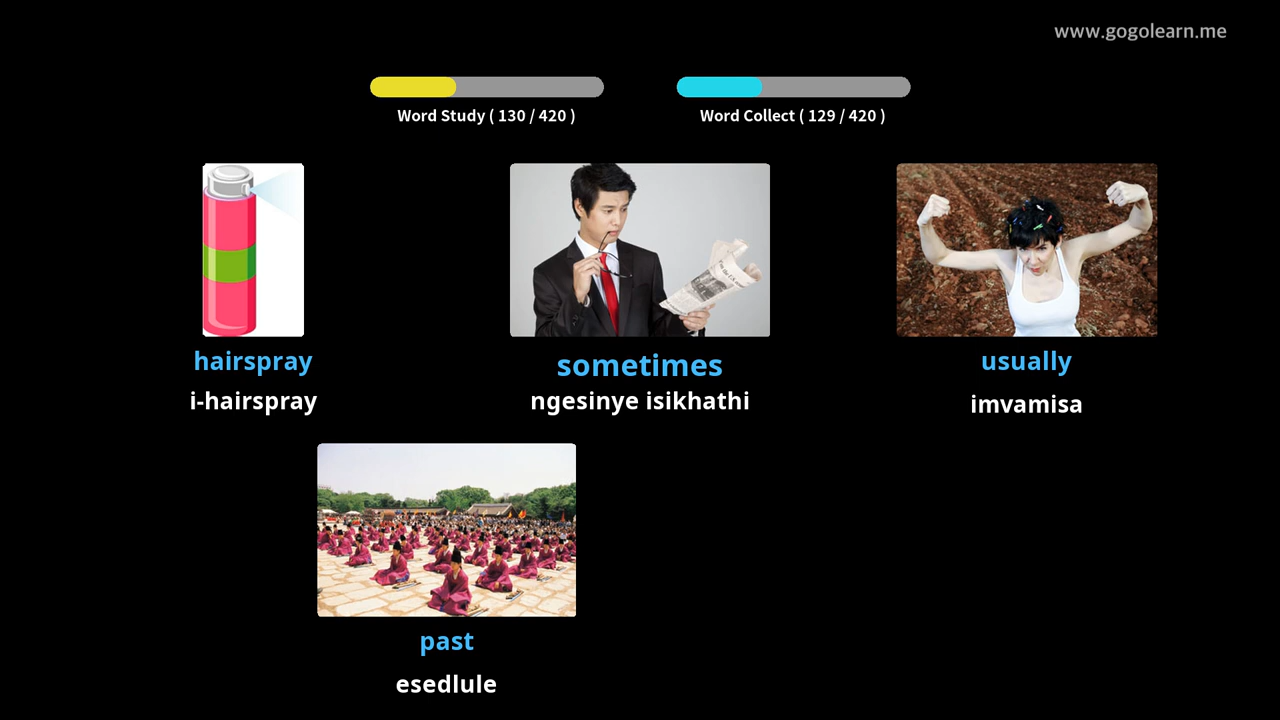 www.gogolearn.me
Word Study ( 130 / 420 )
Word Collect ( 129 / 420 )
hairspray
i-hairspray
sometimes
ngesinye isikhathi
usually
imvamisa
past
esedlule